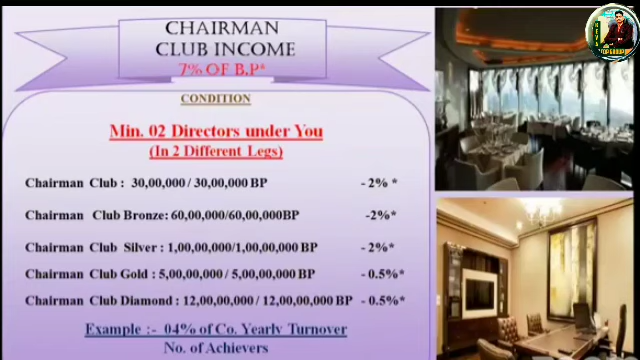 CHAIRMAN
CLUB INCOME
7% OF B.P*
CONDITION
Min. 02 Directors under You
(In 2 Different Legs)
Chairman Club : 30,00,000 / 30,00,000 BP - 2% *
Chairman Club Bronze: 60,00,000/60,00,000BP -2%*
Chairman Club Silver : 1,00,00,000/1,00,00,000 BP - 2%*
Chairman Club Gold : 5,00,00,000 / 5,00,00,000 BP - 0.5%*
Chairman Club Diamond : 12,00,00,000 / 12,00,00,000 BP - 0.5%*
Example :- 04% of Co. Yearly Turnover
No. of Achievers